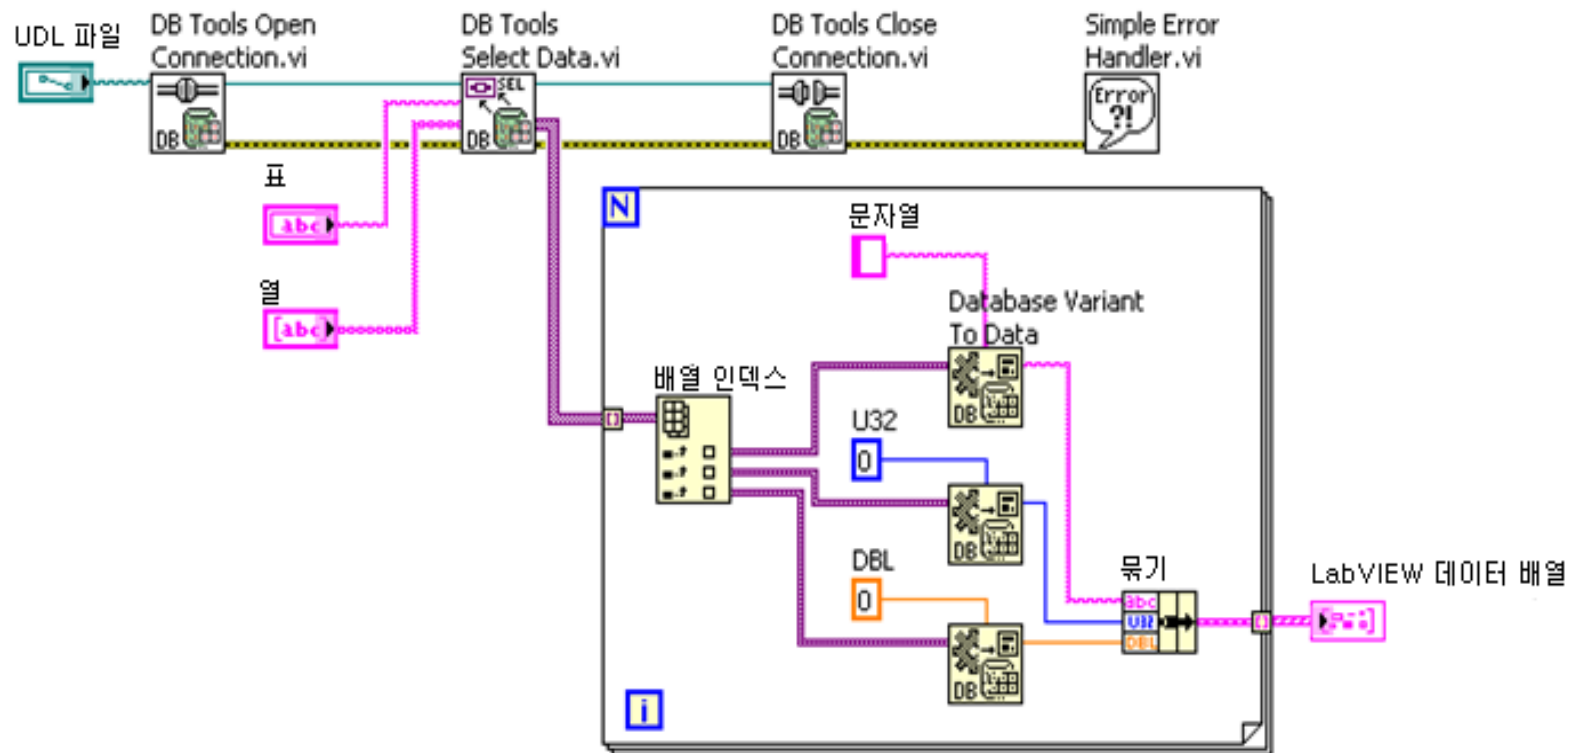 UDL 파일
DB Tools Open
Connection.vi
DB Tools
Select Data.vi
DB Tools Close
Connection.vi
Simple Error
Handler.vi
DB
SEL
DB
DB
Error
?!
표
abc
열
[abc]
N
문자열
Database Variant
To Data
DB
배열 인덱스
U32
0
DB
DBL
0
DB
묶기
abc
U32
DBL
LabVIEW 데이터 배열
i